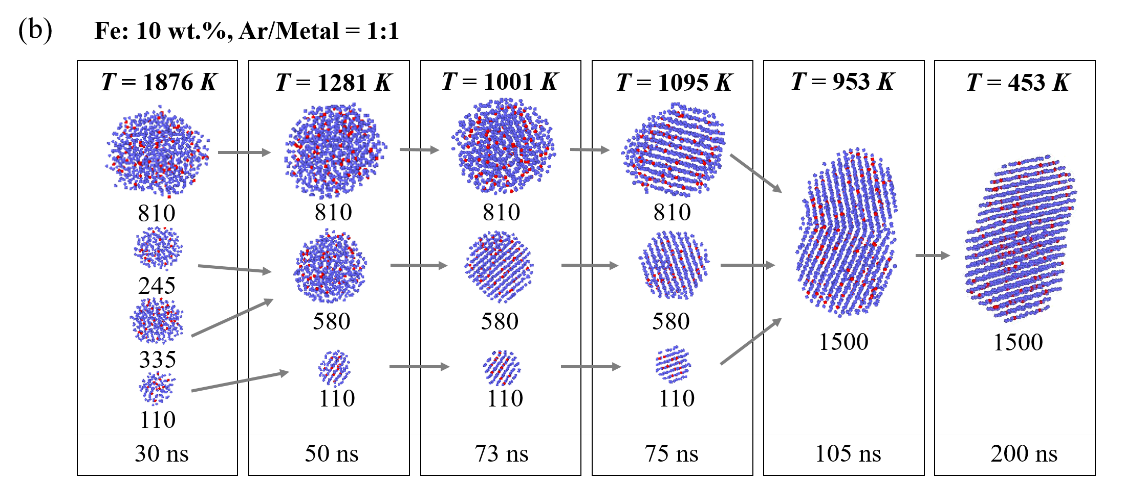 (b) Fe: 10 wt.%, Ar/Metal = 1:1
T = 1876 K
810
245
335
110
30 ns
T = 1281 K
810
580
110
50 ns
T = 1001 K
810
580
110
73 ns
T = 1095 K
810
580
110
75 ns
T = 953 K
1500
105 ns
T = 453 K
1500
200 ns